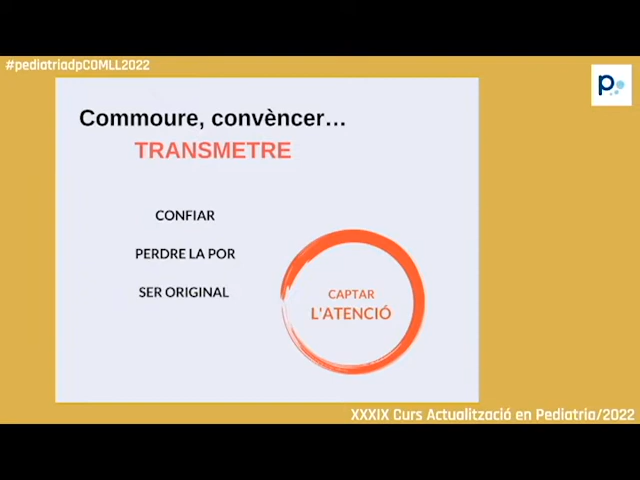 #pediatriadpCOMLL2022
p.
Commoure, convèncer...
TRANSMETRE
CONFIAR
PERDRE LA POR
SER ORIGINAL
CAPTAR
L'ATENCIÓ
XXXIX Curs Actualització en Pediatria/2022